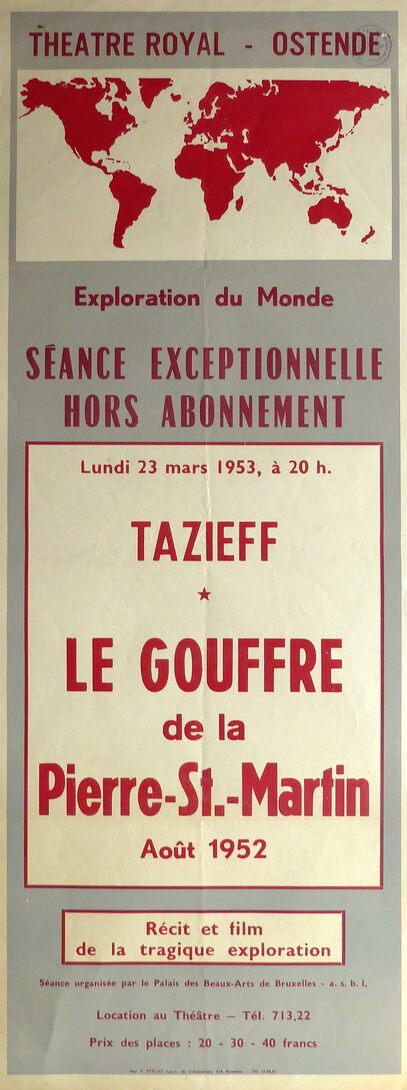 THEATRE ROYAL - OSTENDE
Exploration du Monde
SÉANCE EXCEPTIONNELLE
HORS ABONNEMENT
Lundi 23 mars 1953, à 20 h.
TAZIEFF
LE GOUFFRE
de la
Pierre-St.-Martin
Août 1952
Récit et film
de la tragique exploration
Séance organisée par le Palais des Beaux-Arts de Bruxelles - a. s. b. l.
Location au Théâtre — Tél. 713,22
Prix des places : 20 - 30 - 40 francs